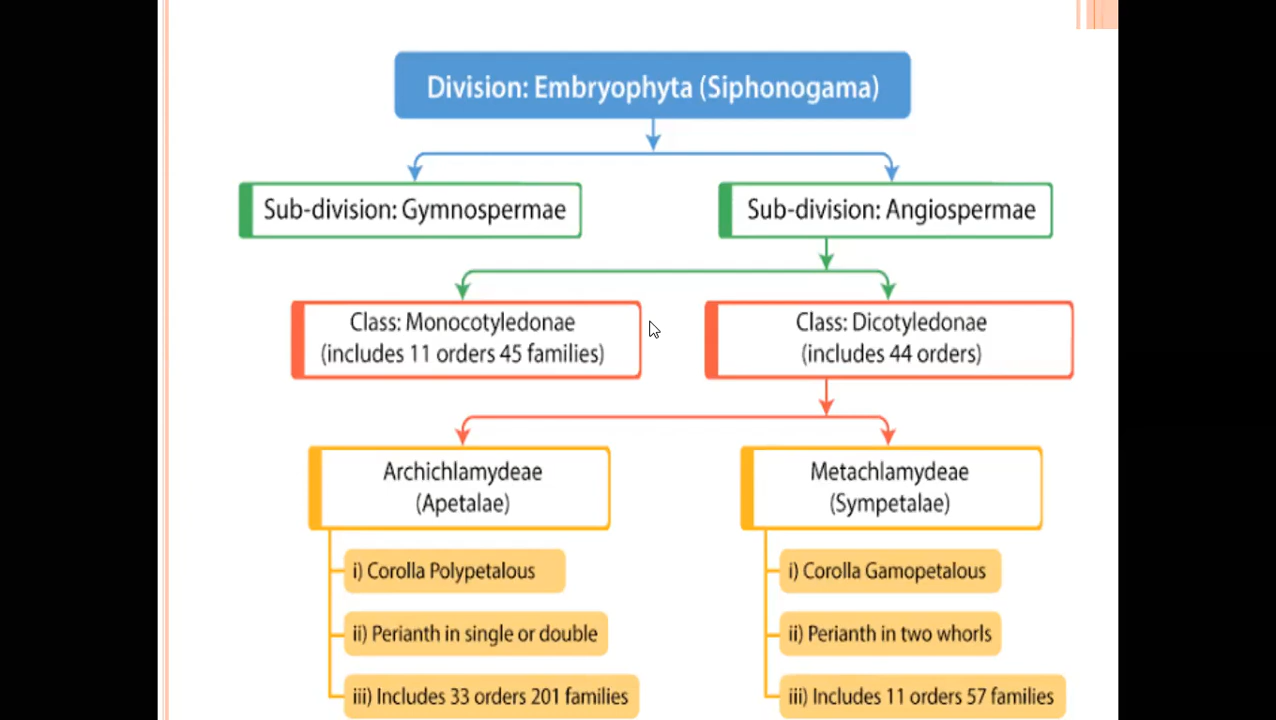 Division: Embryophyta (Siphonogama)
Sub-division: Gymnospermae
Sub-division: Angiospermae
Class: Monocotyledonae
(includes 11 orders 45 families)
Class: Dicotyledonae
(includes 44 orders)
Archichlamydeae
(Apetalae)
i) Corolla Polypetalous
ii) Perianth in single or double
iii) Includes 33 orders 201 families
Metachlamydeae
(Sympetalae)
i) Corolla Gamopetalous
ii) Perianth in two whorls
iii) Includes 11 orders 57 families